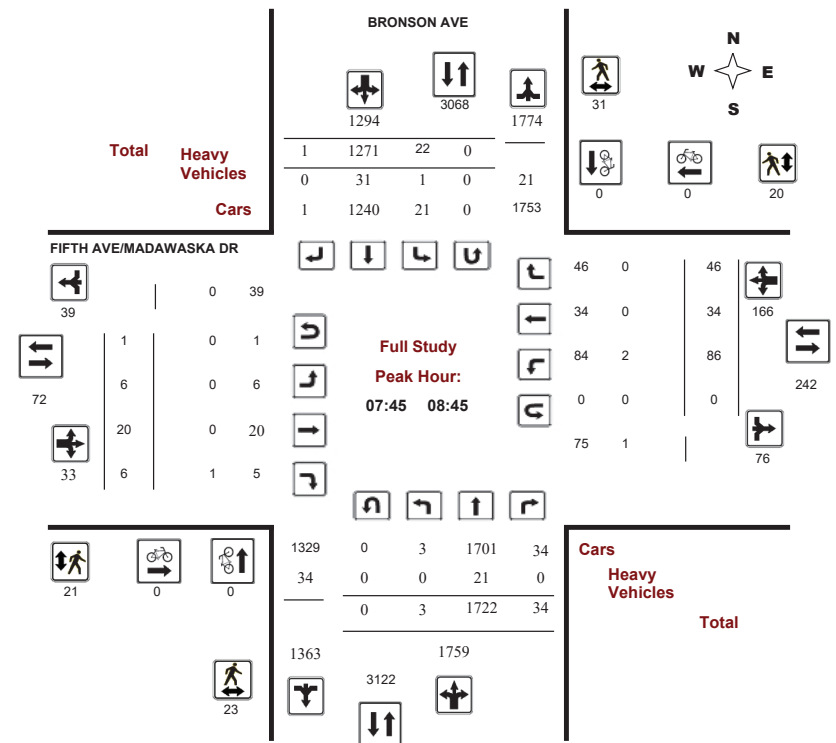 BRONSON AVE
N
W E
S
3068
31
1294 1774
Total Heavy Vehicles
1 1271 22 0
0 31 1 0 21
Cars 1 1240 21 0 1753
0 0 20
FIFTH AVE/MADAWASKA DR
39 0 39
46 0 46
166
34 0 34
72 1 0 1
6 0 6
20 0 20
33 6 1 5
Full Study
Peak Hour:
07:45 08:45
84 2 86
242
0 0 0
75 1 76
21 0 0
23
1329 0 3 1701 34
34 0 0 21 0
0 3 1722 34
1363 1759
3122
Cars
Heavy
Vehicles
Total